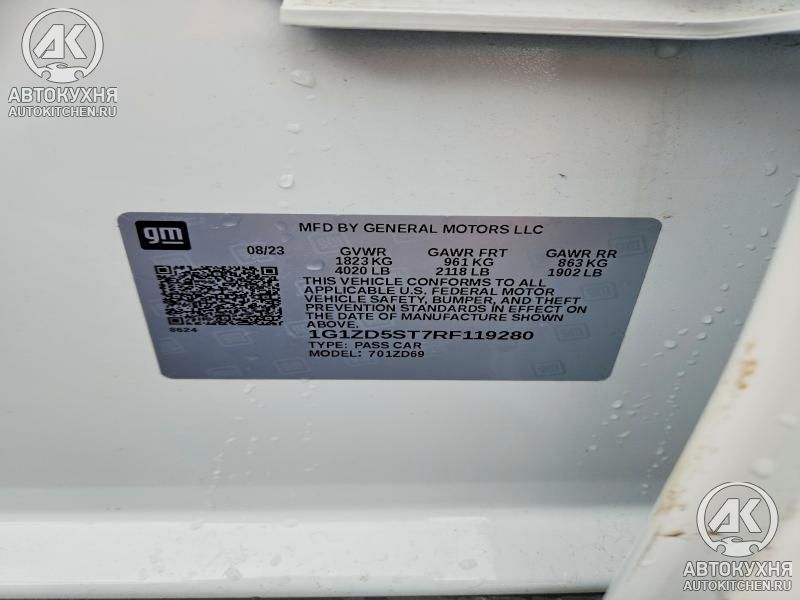 AK
АВТОКУХНЯ
AUTOKITCHEN.RU
gm
MFD BY GENERAL MOTORS LLC
08/23 GVWR GAWR FRT GAWR RR
1823 KG 961 KG 863 KG
4020 LB 2118 LB 1902 LB
THIS VEHICLE CONFORMS TO ALL
APPLICABLE U.S. FEDERAL MOTOR
VEHICLE SAFETY, BUMPER, AND THEFT
PREVENTION STANDARDS IN EFFECT ON
THE DATE OF MANUFACTURE SHOWN
ABOVE.
8624
1G1ZD5ST7RF119280
TYPE: PASS CAR
MODEL: 701ZD69
AK
АВТОКУХНЯ
AUTOKITCHEN.RU